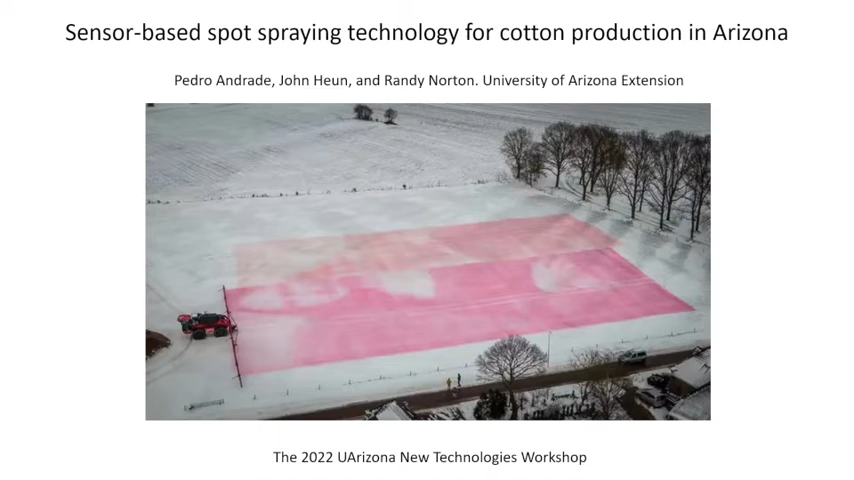 Sensor-based spot spraying technology for cotton production in Arizona
Pedro Andrade, John Heun, and Randy Norton. University of Arizona Extension
The 2022 UArizona New Technologies Workshop